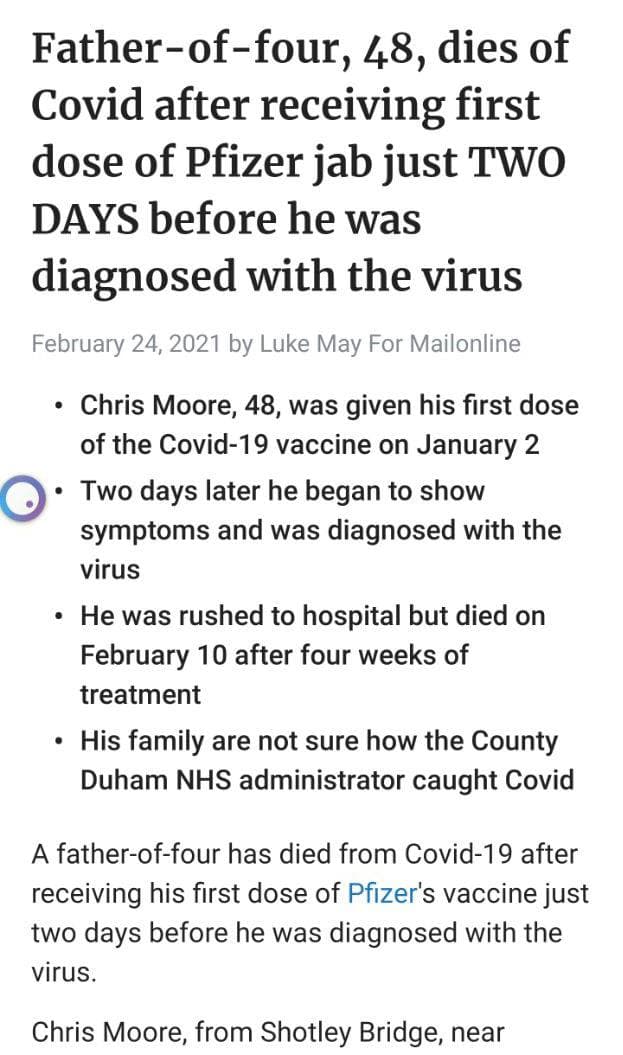 Father-of-four, 48, dies of
Covid after receiving first
dose of Pfizer jab just TWO
DAYS before he was
diagnosed with the virus
February 24, 2021 by Luke May For Mailonline
• Chris Moore, 48, was given his first dose
of the Covid-19 vaccine on January 2
• Two days later he began to show
symptoms and was diagnosed with the
virus
• He was rushed to hospital but died on
February 10 after four weeks of
treatment
• His family are not sure how the County
Duham NHS administrator caught Covid
A father-of-four has died from Covid-19 after
receiving his first dose of Pfizer's vaccine just
two days before he was diagnosed with the
virus.
Chris Moore, from Shotley Bridge, near